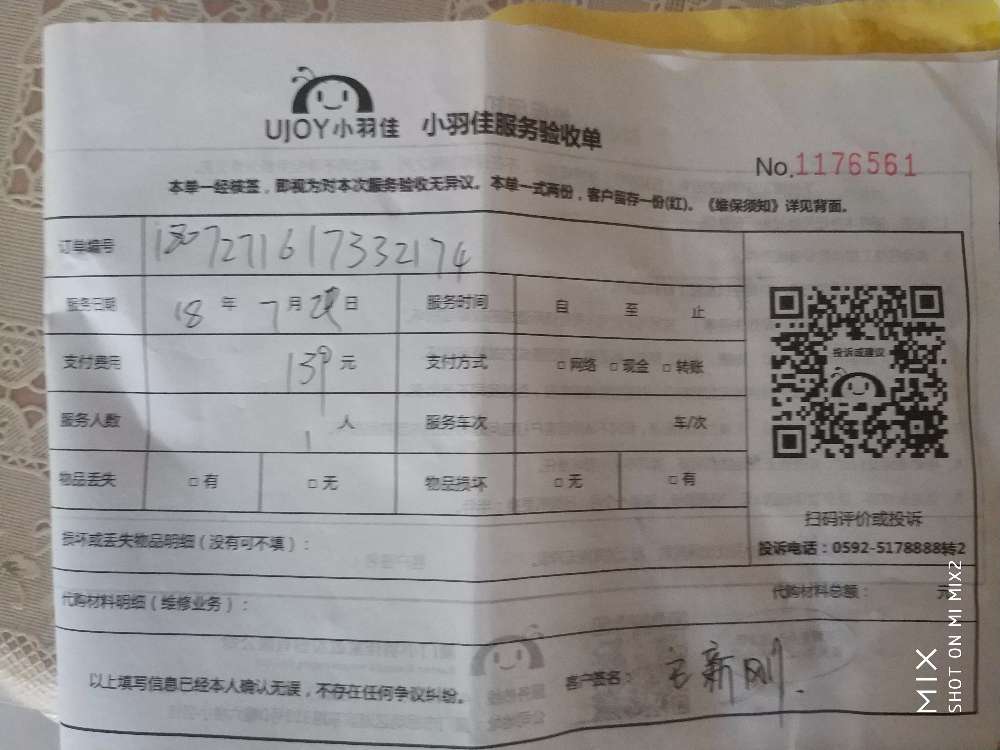 UJOY小羽佳 小羽佳服务验收单
No.1176561
本单一经核签，即视为对本次服务验收无异议。本单一式两份，客户留存一份(红)。《维保须知》详见背面。
订单编号
服务日期 18 年 7 月 日 服务时间 自 至 止
支付费用 139 元 支付方式 □ 网络 □ 现金 □ 转账
服务人数 1 人 服务车次 车/次
物品丢失 □ 有 □ 无 物品损坏 □ 无 □ 有
投诉或建议
扫码评价或投诉
投诉电话：0592-5178888转2
损坏或丢失物品明细（没有可不填）：
代购材料明细（维修业务）： 代购材料总额： 元
以上填写信息已经本人确认无误，不存在任何争议纠纷。 客户签名： 新刚
MIX
SHOT ON MI MIX2